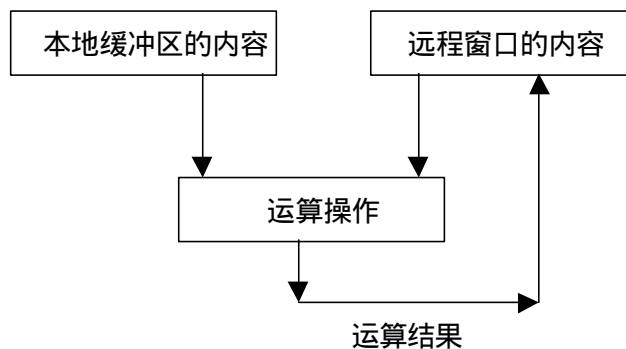 本地缓冲区的内容
远程窗口的内容
运算操作
运算结果